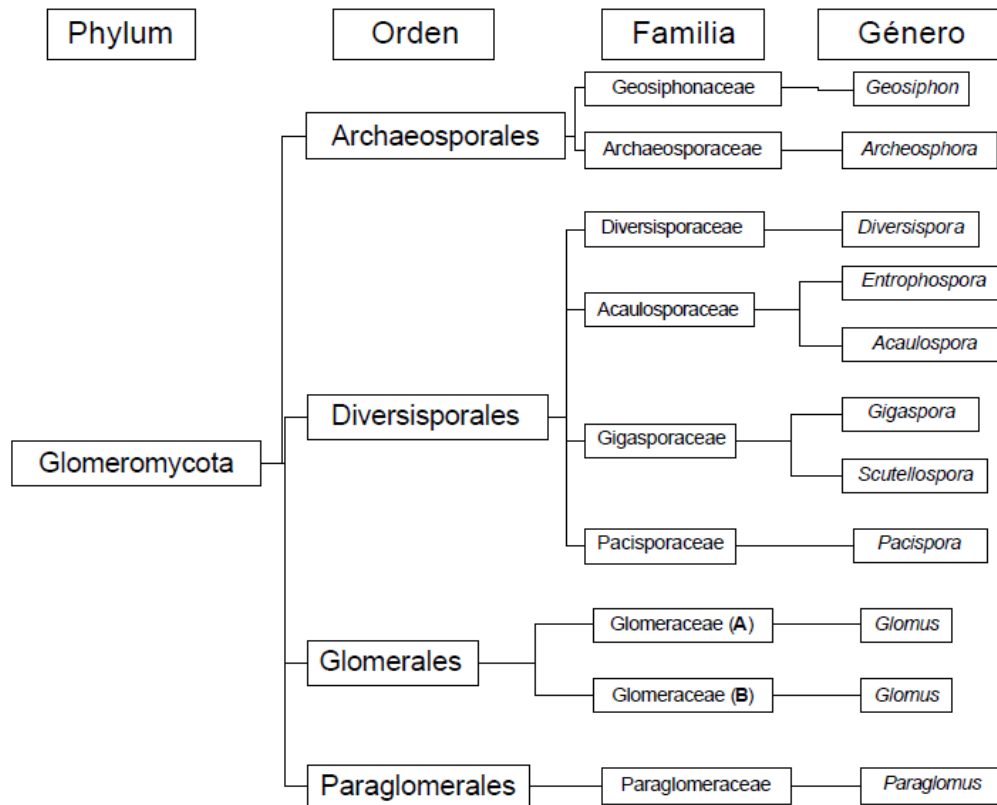 Phylum
Orden
Familia
Género
Geosiphonaceae
Geosiphon
Archaeosporales
Archaeosporaceae
Archeosphora
Diversisporaceae
Diversispora
Entrophospora
Acaulosporaceae
Acaulospora
Diversisporales
Gigaspora
Gigasporaceae
Glomeromycota
Scutellospora
Pacisporaceae
Pacispora
Glomeraceae (A)
Glomus
Glomerales
Glomeraceae (B)
Glomus
Paraglomerales
Paraglomeraceae
Paraglomus